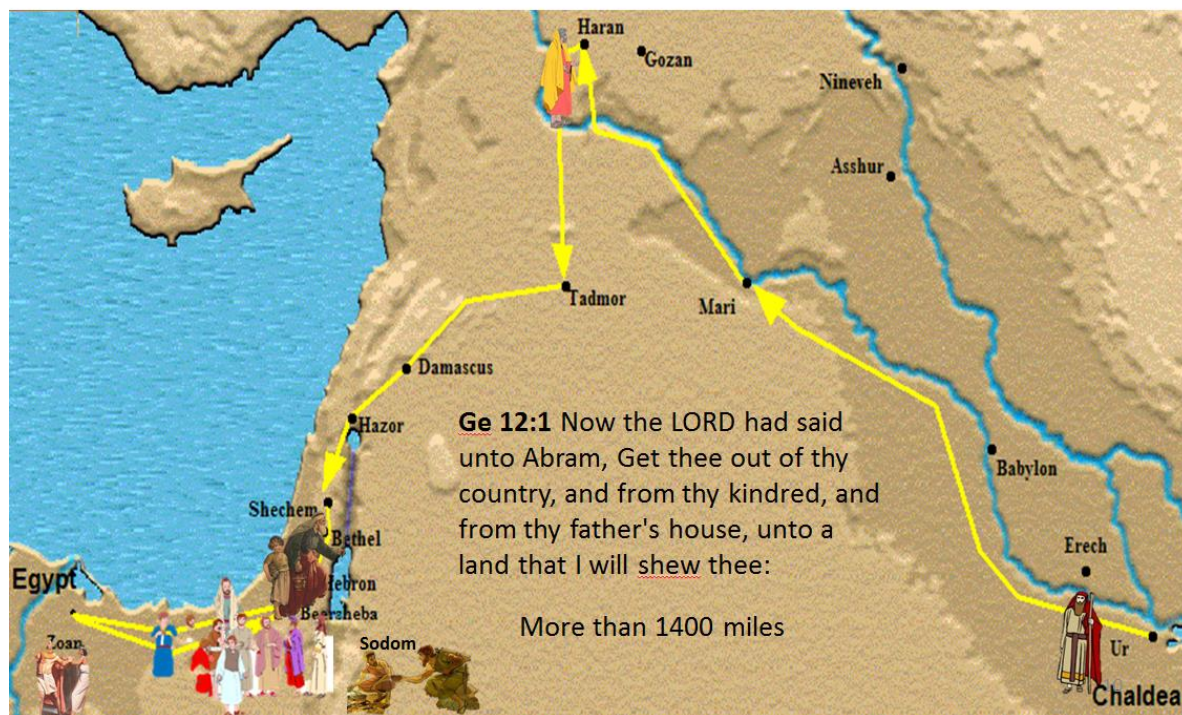 Haran
Gozan
Nineveh
Asshur
Tadmor
Mari
Damascus
Hazor
Ge 12:1 Now the LORD had said
unto Abram, Get thee out of thy
country, and from thy kindred, and
from thy father's house, unto a
land that I will shew thee:
More than 1400 miles
Babylon
Shechem
Bethel
Erech
Egypt
Hebron
Beersheba
Zoan
Sodom
Ur
Chaldea